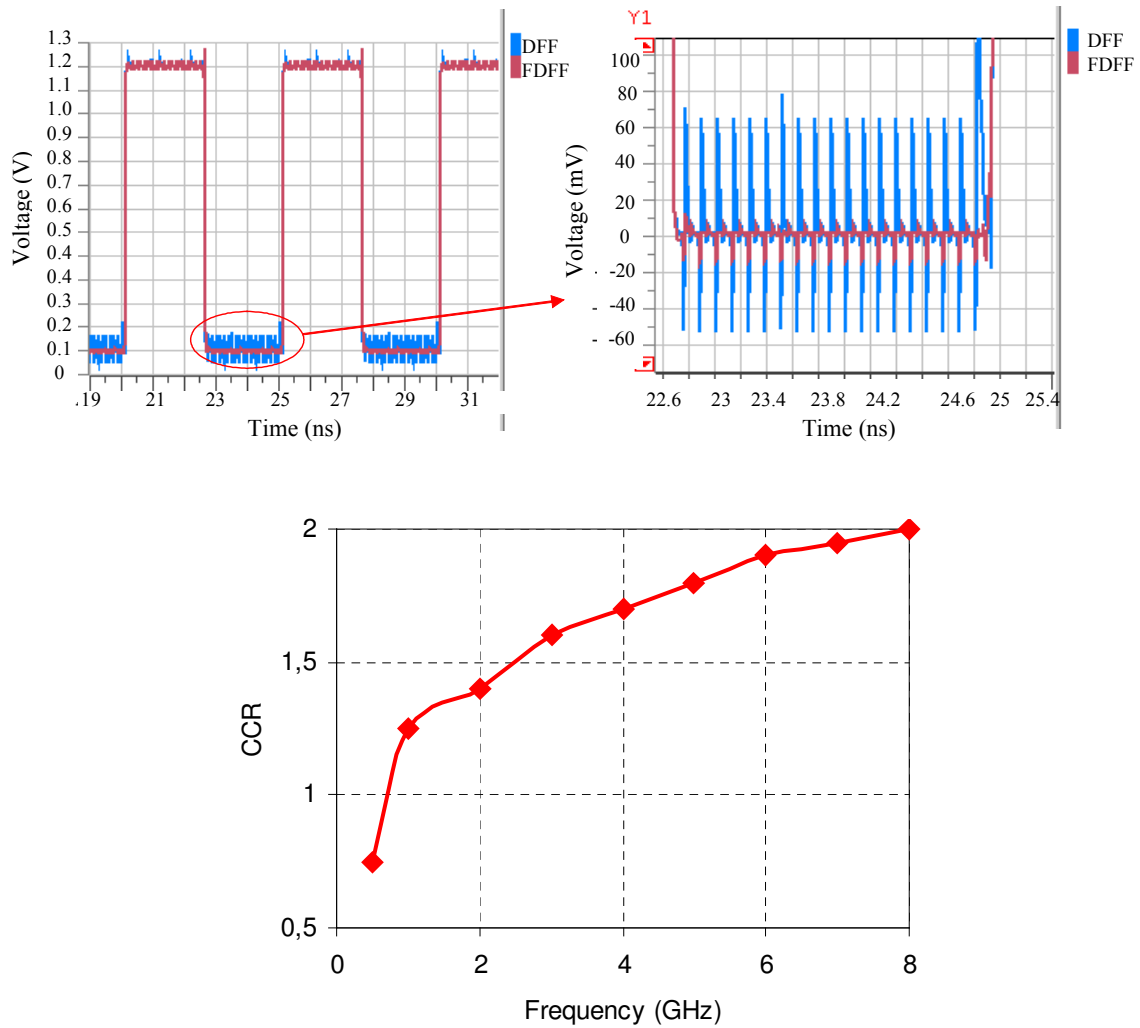 1.3
1.2
1.1
1.0
0.9
0.8
0.7
0.6
0.5
0.4
0.3
0.2
0.1
0
Voltage (V)
.19 21 23 25 27 29 31
Time (ns)
DFF
FDFF
Y1
100
80
60
40
20
0
-20
-40
-60
Voltage (mV)
22.6 23 23.4 23.8 24.2 24.6 25 25.4
Time (ns)
DFF
FDFF
2
1,5
1
0,5
CCR
0 2 4 6 8
Frequency (GHz)